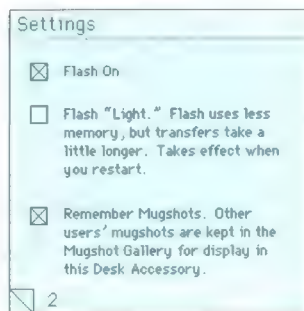 Settings
Flash On
Flash "Light." Flash uses less
memory, but transfers take a
little longer. Takes effect when
you restart.
Remember Mugshots. Other
users' mugshots are kept in the
Mugshot Gallery for display in
this Desk Accessory.
2